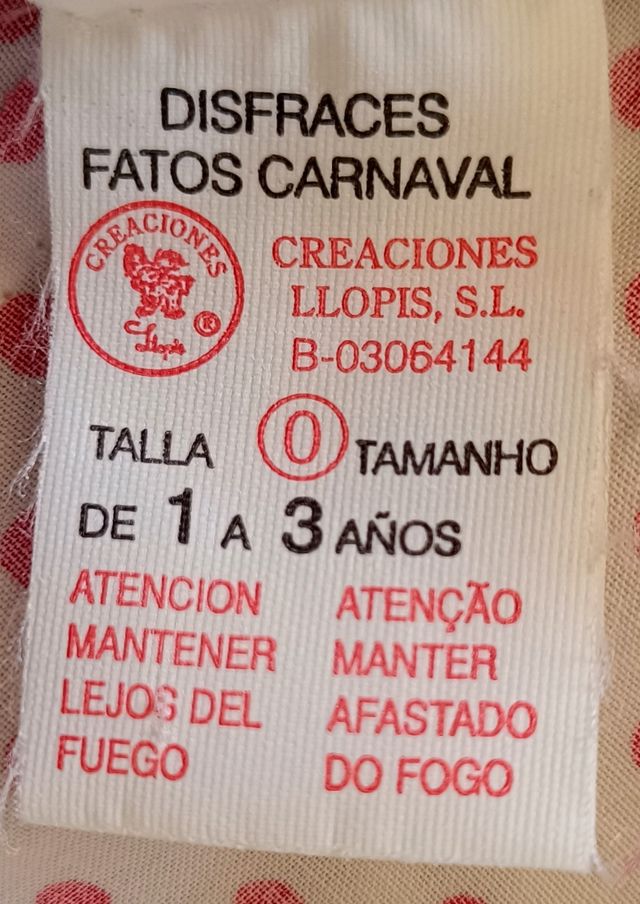 DISFRACES
FATOS CARNAVAL
CREACIONES
Llopis ®
CREACIONES
LLOPIS, S.L.
B-03064144
TALLA 0 TAMANHO
DE 1 A 3 AÑOS
ATENCION
MANTENER
LEJOS DEL
FUEGO
ATENÇÃO
MANTER
AFASTADO
DO FOGO